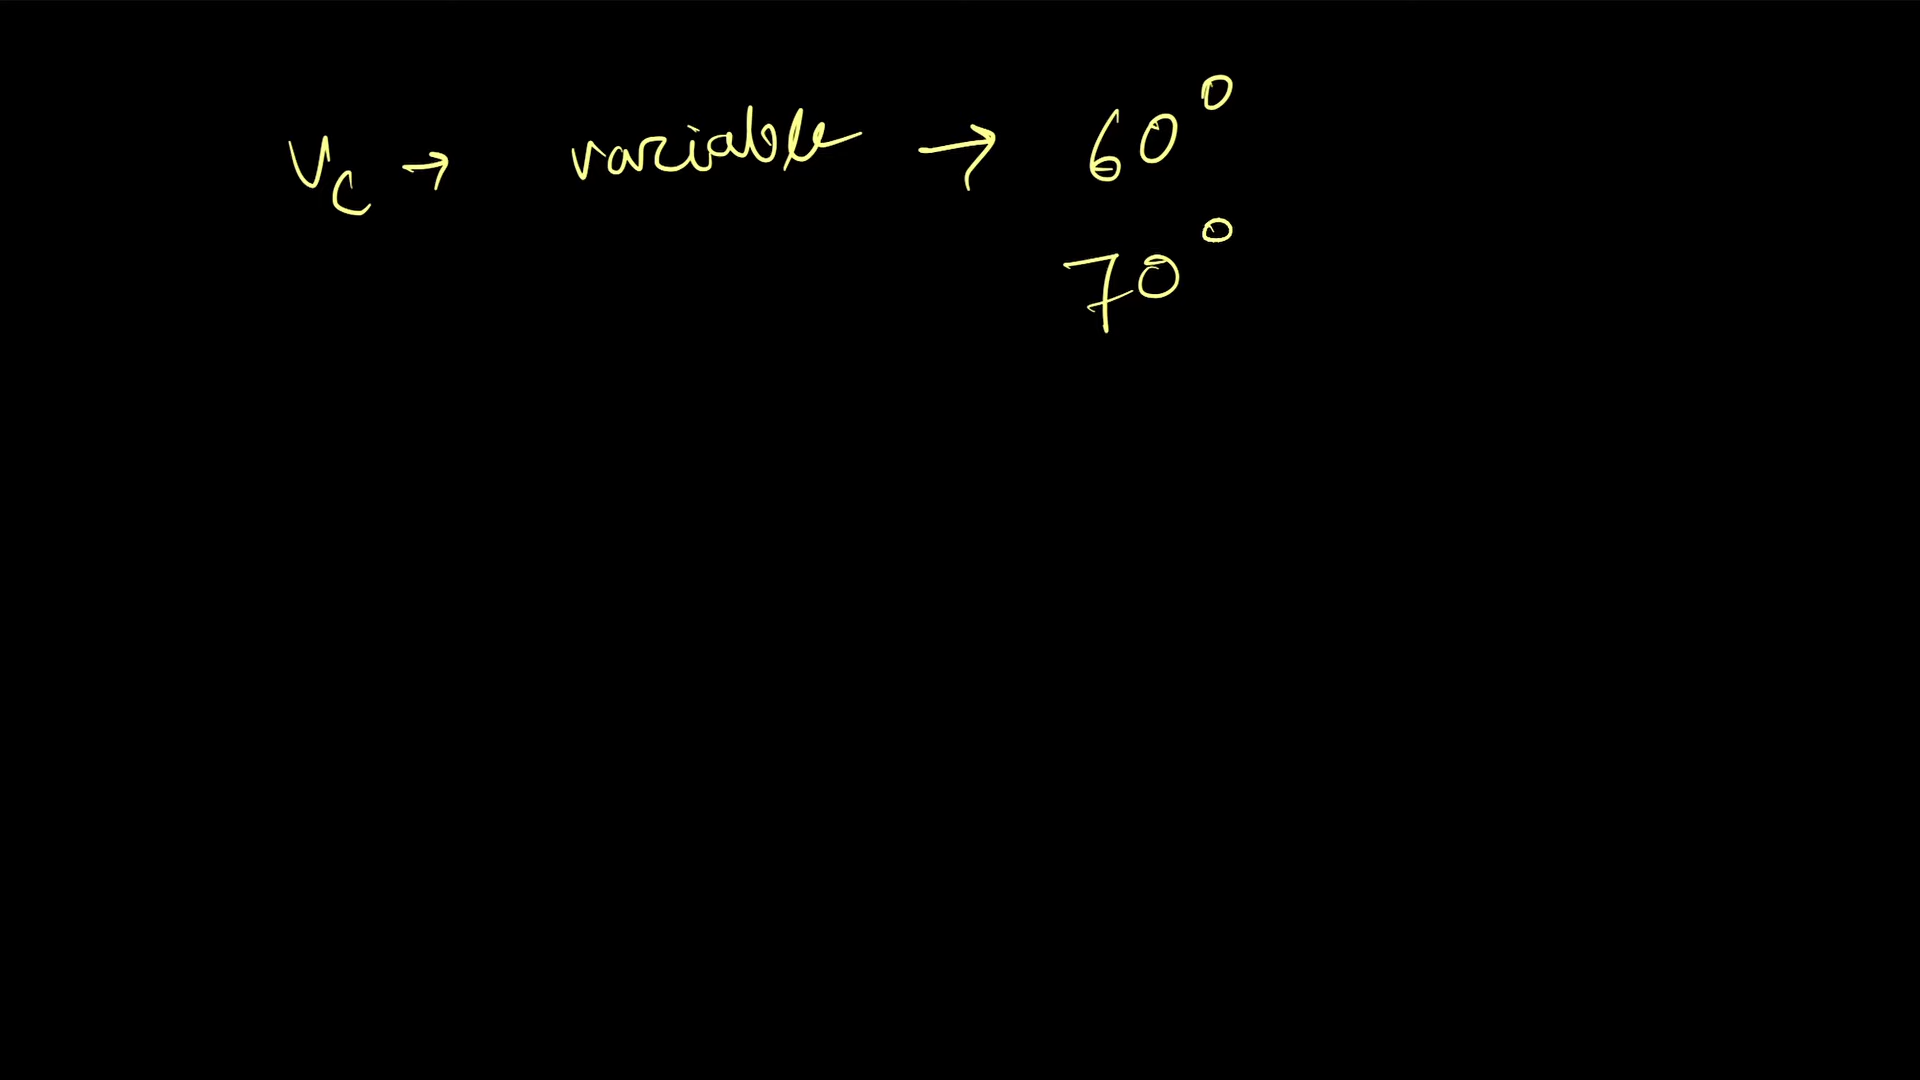 Vc → variable → 60°
70°